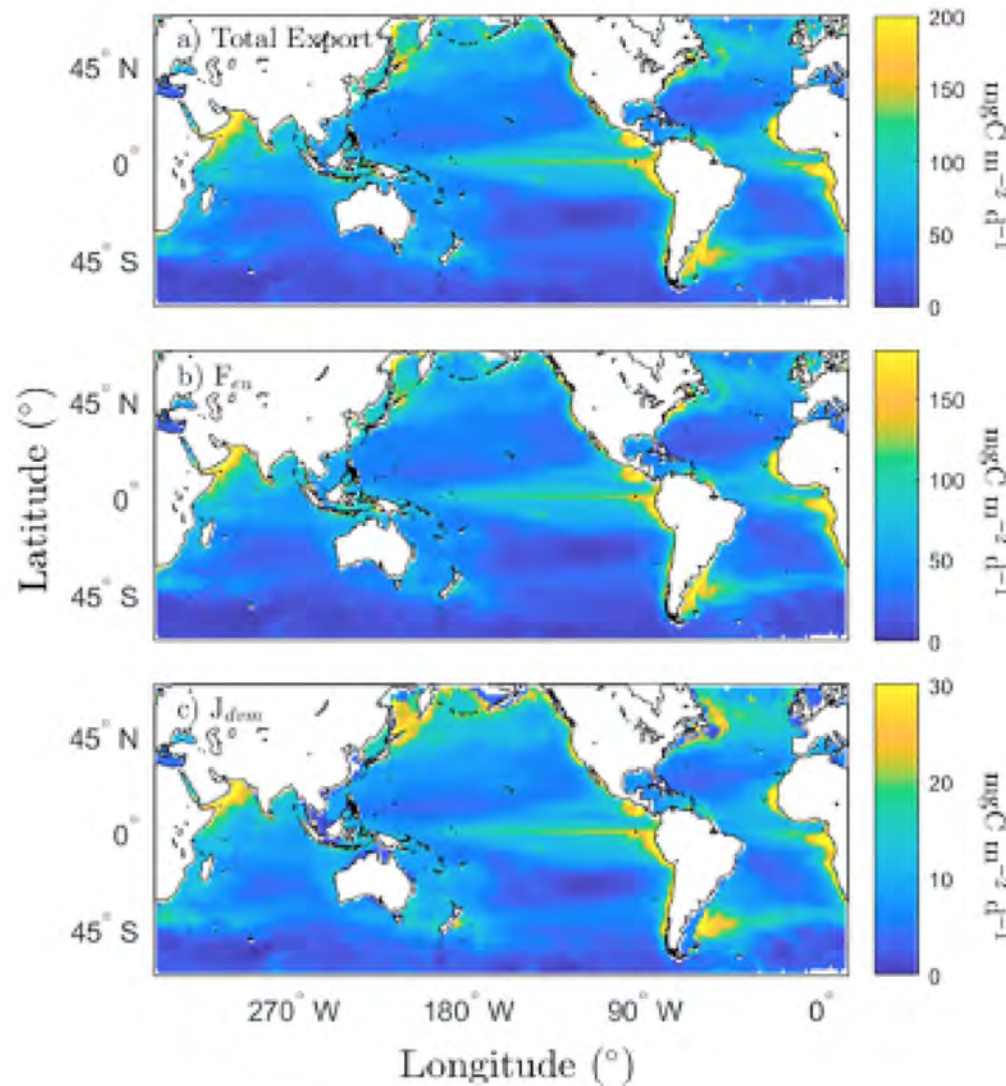 a) Total Export
45° N
0°
45° S
200
150
100
50
0
mgC m⁻² d⁻¹
b) Fₑᵤ
45° N
0°
45° S
150
100
50
0
mgC m⁻² d⁻¹
Latitude (°)
c) J_dvm
45° N
0°
45° S
30
20
10
0
mgC m⁻² d⁻¹
270° W
180° W
90° W
0°
Longitude (°)